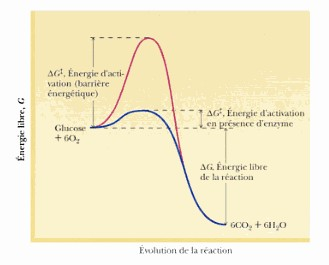 Énergie libre, G
ΔG‡, Énergie d'acti-
vation (barrière
énergétique)
Glucose
+ 6O₂
ΔG‡, Énergie d'activation
en présence d'enzyme
ΔG, Énergie libre
de la réaction
6CO₂ + 6H₂O
Évolution de la réaction